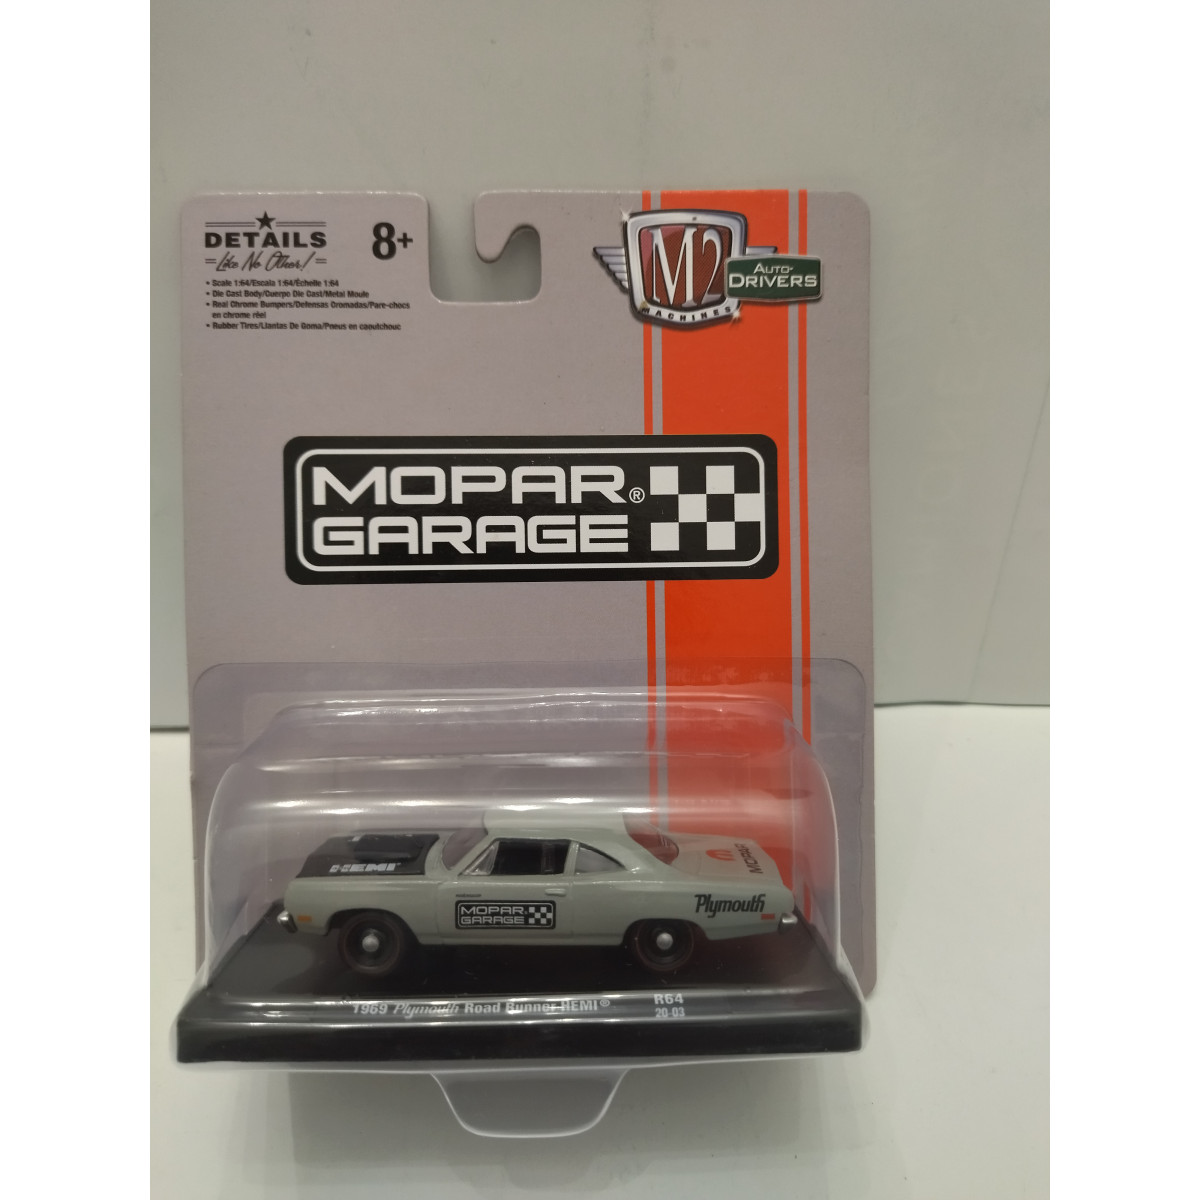 DETAILS
Like No Other!
8+
• Scale 1:64/Escala 1:64/Échelle 1:64
• Die Cast Body/Cuerpo Die Cast/Metal Moule
• Real Chrome Bumpers/Defensas Cromadas/Pare-chocs
en chrome réel
• Rubber Tires/Llantas De Goma/Pneus en caoutchouc
M2
MACHINES
AUTO-
DRIVERS
MOPAR®
GARAGE
HEMI
MOPAR
MOPAR
GARAGE
Plymouth
1969 Plymouth Road Runner HEMI®
R64
20-03